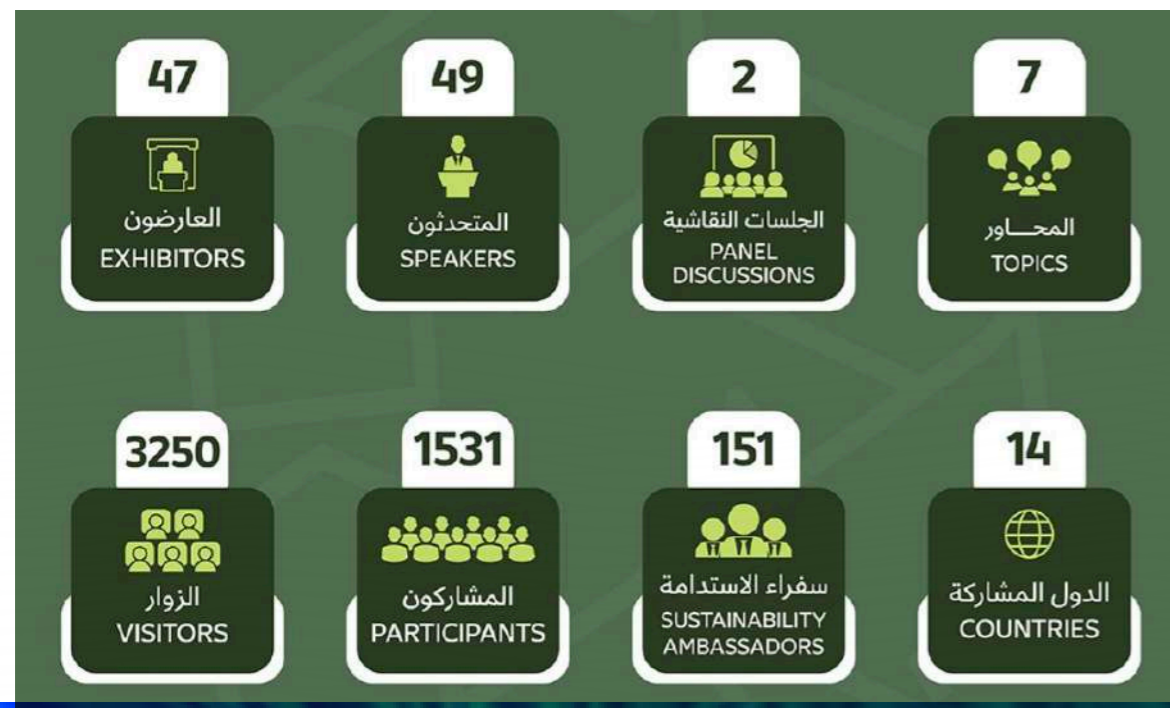 47
العارضون
EXHIBITORS
49
المتحدثون
SPEAKERS
2
الجلسات النقاشية
PANEL
DISCUSSIONS
7
المحـــاور
TOPICS
3250
الزوار
VISITORS
1531
المشاركون
PARTICIPANTS
151
سفراء الاستدامة
SUSTAINABILITY
AMBASSADORS
14
الدول المشاركة
COUNTRIES